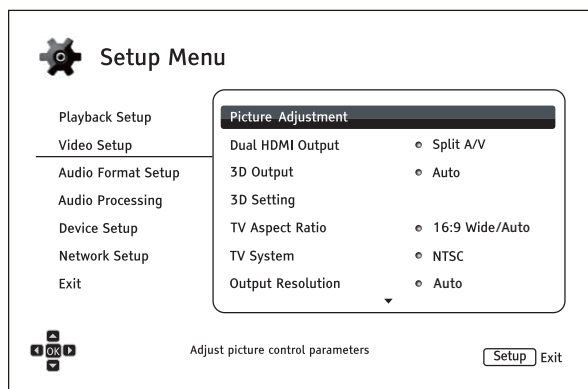 Setup Menu
Playback Setup
Video Setup
Audio Format Setup
Audio Processing
Device Setup
Network Setup
Exit
Picture Adjustment
Dual HDMI Output Split A/V
3D Output Auto
3D Setting
TV Aspect Ratio 16:9 Wide/Auto
TV System NTSC
Output Resolution Auto
OK
Adjust picture control parameters
Setup Exit